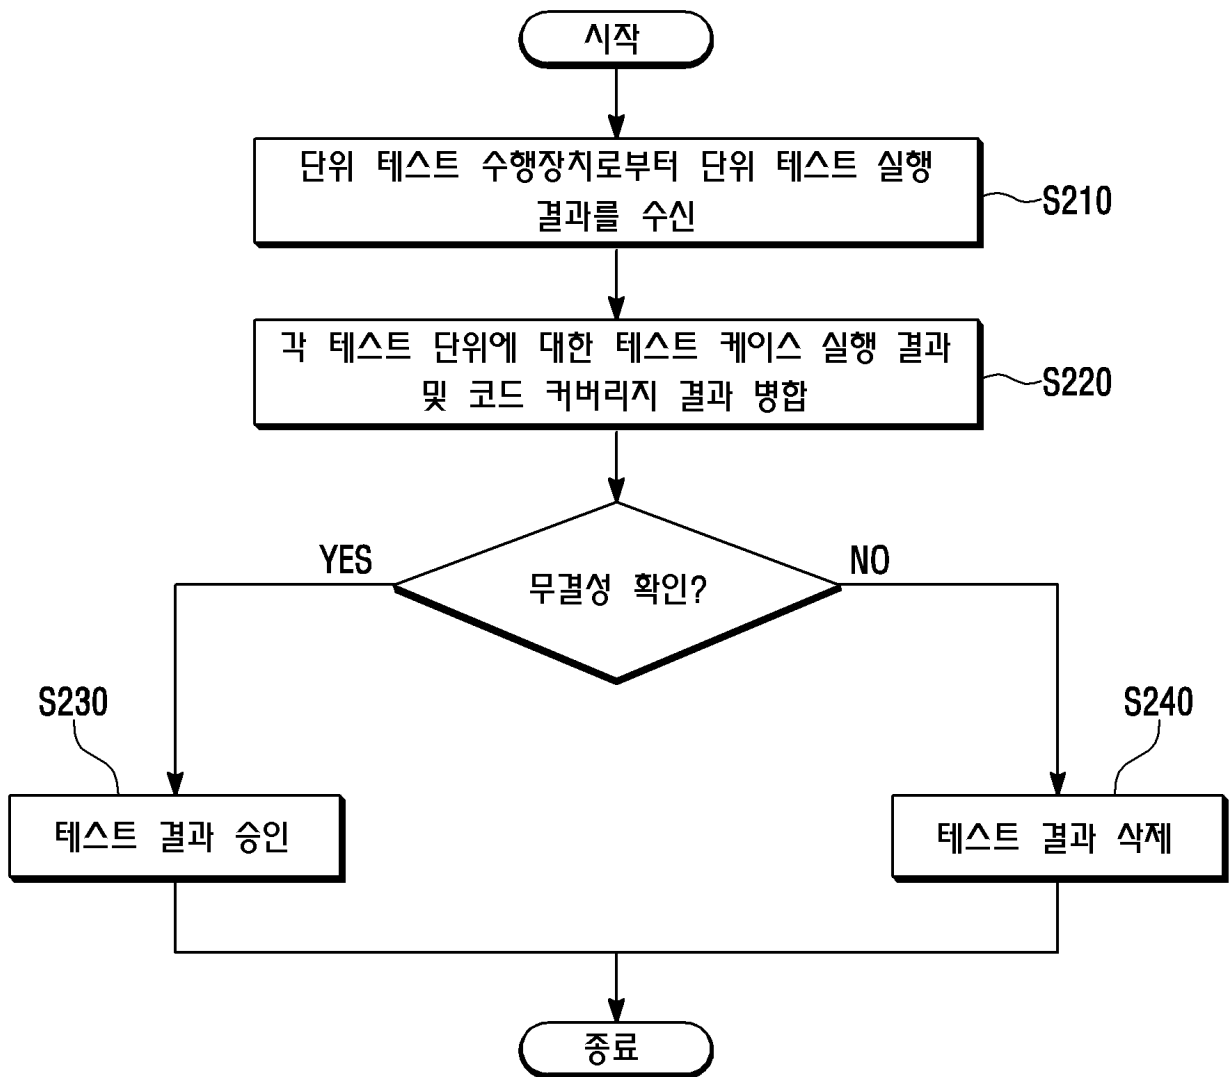 시작
단위 테스트 수행장치로부터 단위 테스트 실행
결과를 수신
S210
각 테스트 단위에 대한 테스트 케이스 실행 결과
및 코드 커버리지 결과 병합
S220
YES
NO
무결성 확인?
S230
S240
테스트 결과 승인
테스트 결과 삭제
종료